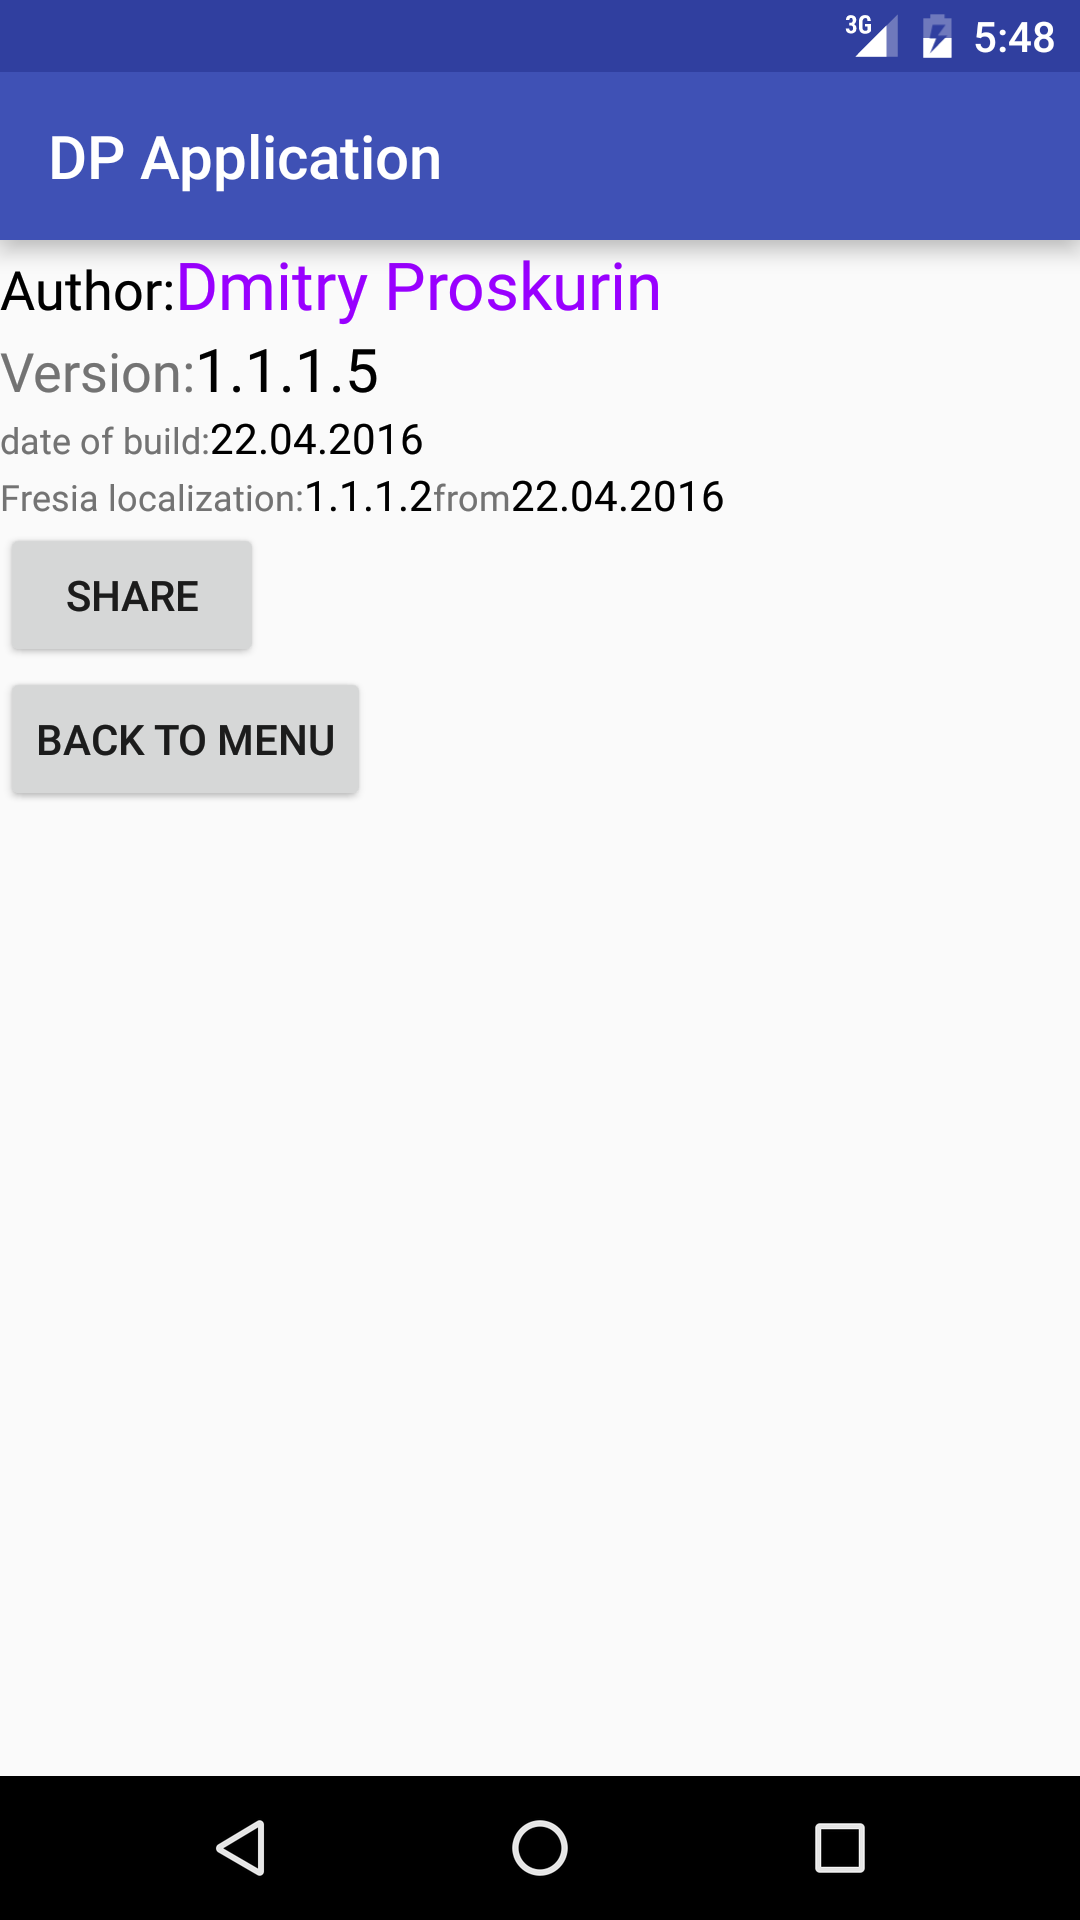 3G 5:48
DP Application
Author:Dmitry Proskurin
Version:1.1.1.5
date of build:22.04.2016
Fresia localization:1.1.1.2from22.04.2016
SHARE
BACK TO MENU